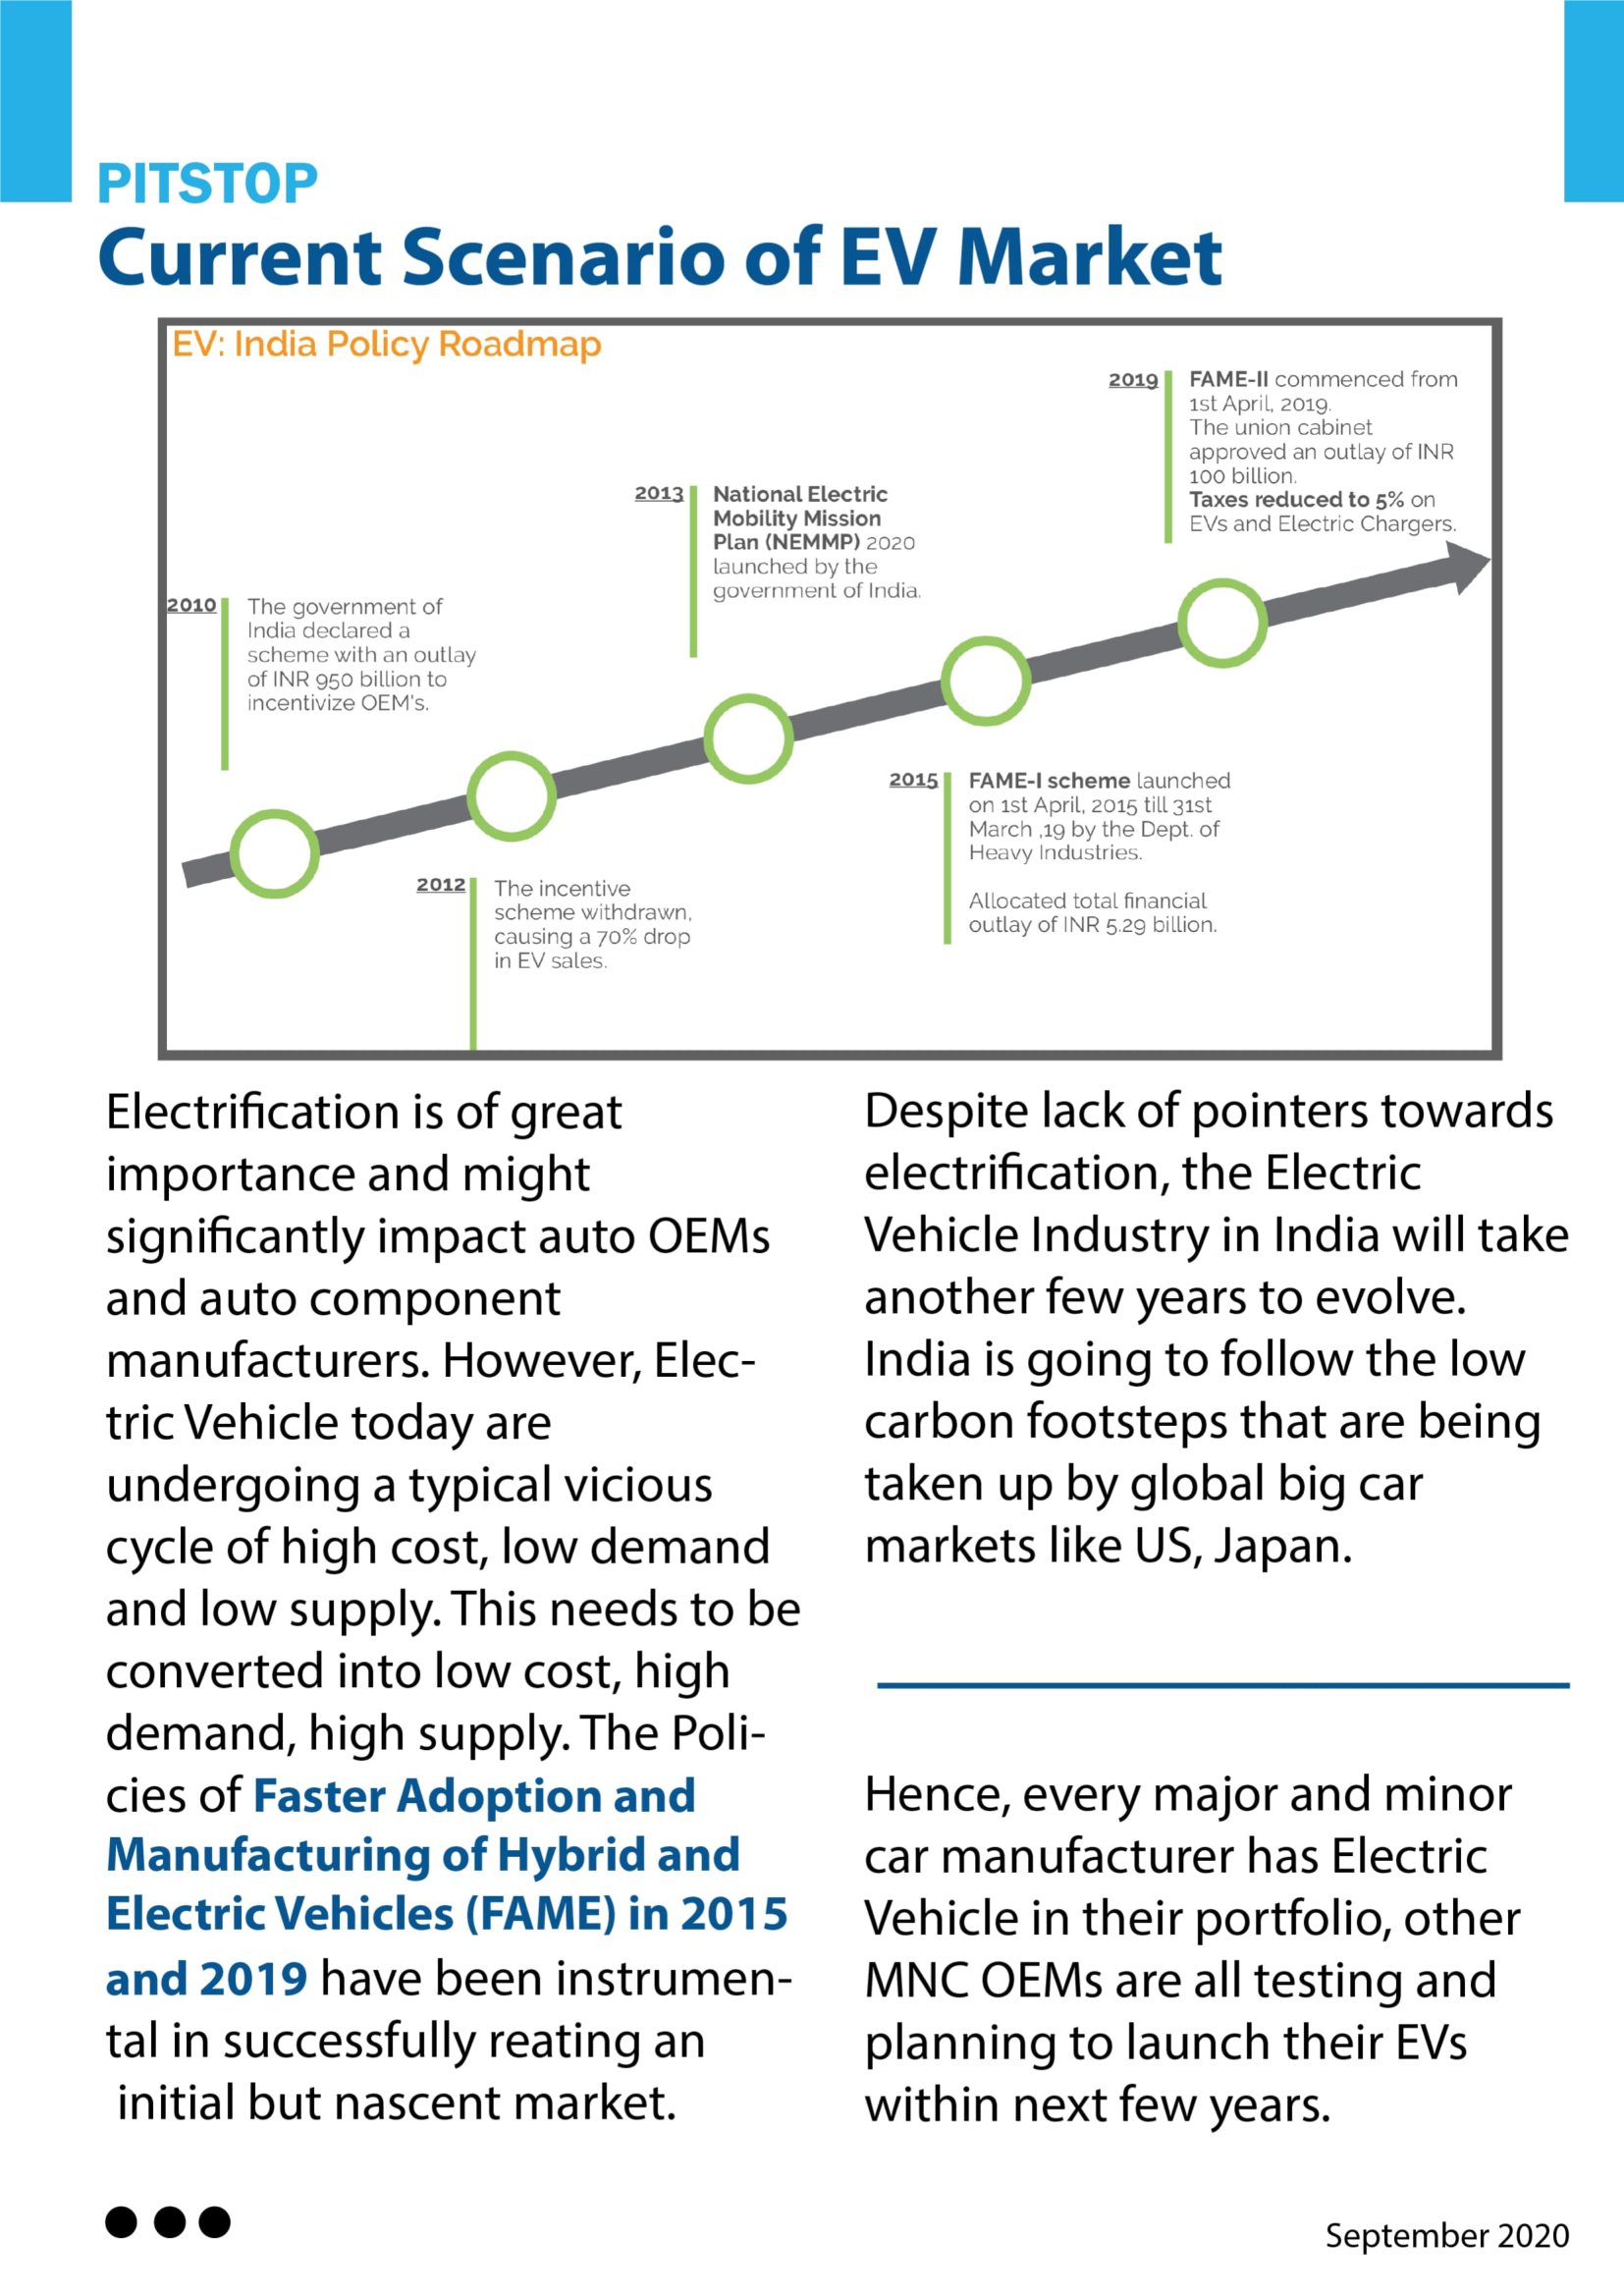 PITSTOP
Current Scenario of EV Market
EV: India Policy Roadmap
2010
The government of
India declared a
scheme with an outlay
of INR 950 billion to
incentivize OEM's.
2012
The incentive
scheme withdrawn,
causing a 70% drop
in EV sales.
2013
National Electric
Mobility Mission
Plan (NEMMP) 2020
launched by the
government of India.
2015
FAME-I scheme launched
on 1st April, 2015 till 31st
March ,19 by the Dept. of
Heavy Industries.
Allocated total financial
outlay of INR 5.29 billion.
2019
FAME-II commenced from
1st April, 2019.
The union cabinet
approved an outlay of INR
100 billion.
Taxes reduced to 5% on
EVs and Electric Chargers.
Electrification is of great
importance and might
significantly impact auto OEMs
and auto component
manufacturers. However, Elec-
tric Vehicle today are
undergoing a typical vicious
cycle of high cost, low demand
and low supply. This needs to be
converted into low cost, high
demand, high supply. The Poli-
cies of Faster Adoption and
Manufacturing of Hybrid and
Electric Vehicles (FAME) in 2015
and 2019 have been instrumen-
tal in successfully reating an
initial but nascent market.
Despite lack of pointers towards
electrification, the Electric
Vehicle Industry in India will take
another few years to evolve.
India is going to follow the low
carbon footsteps that are being
taken up by global big car
markets like US, Japan.
Hence, every major and minor
car manufacturer has Electric
Vehicle in their portfolio, other
MNC OEMs are all testing and
planning to launch their EVs
within next few years.
September 2020